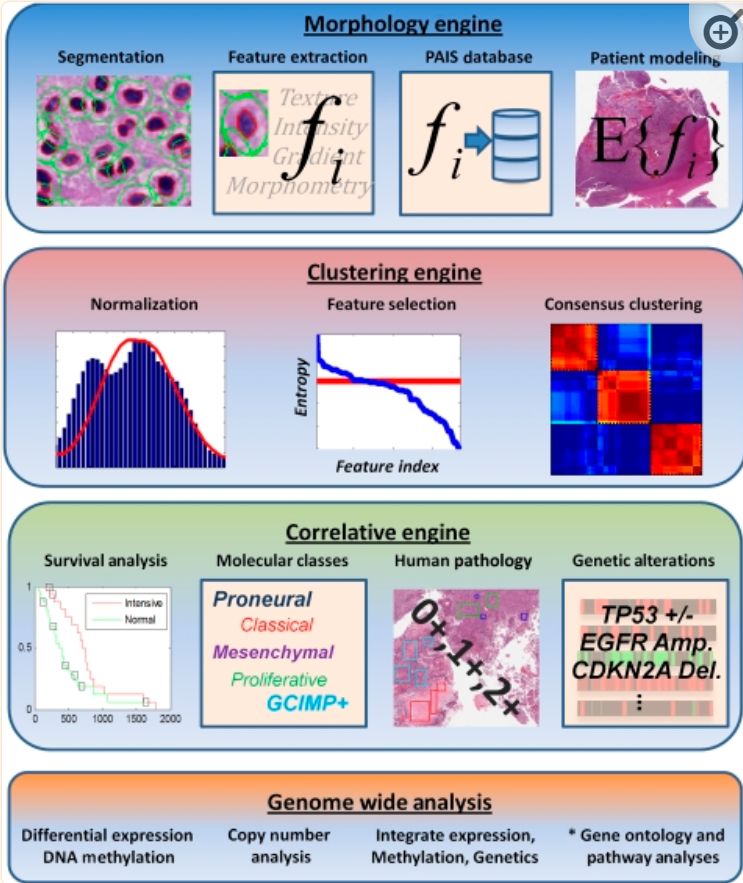 Morphology engine
Segmentation
Feature extraction
PAIS database
Patient modeling
Texture
Intensity
Gradient
Morphometry
f i
f i
E{f i}
Clustering engine
Normalization
Feature selection
Consensus clustering
Entropy
Feature index
Correlative engine
Survival analysis
Molecular classes
Human pathology
Genetic alterations
1
0.5
0
0 500 1000 1500 2000
Intensive
Normal
Proneural
Classical
Mesenchymal
Proliferative
GCIMP+
0+,1+,2+
TP53 +/-
EGFR Amp.
CDKN2A Del.
⋮
Genome wide analysis
Differential expression
DNA methylation
Copy number
analysis
Integrate expression,
Methylation, Genetics
* Gene ontology and
pathway analyses